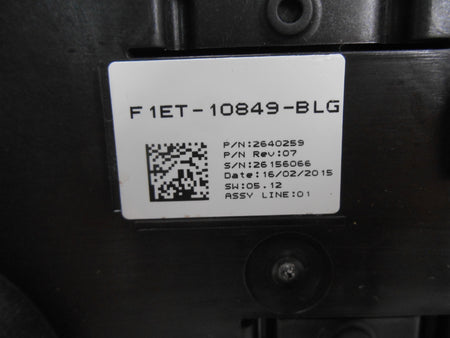 F1ET-10849-BLG
P/N:2640259
P/N Rev:07
S/N:26156066
Date:16/02/2015
SW:05.12
ASSY LINE:01